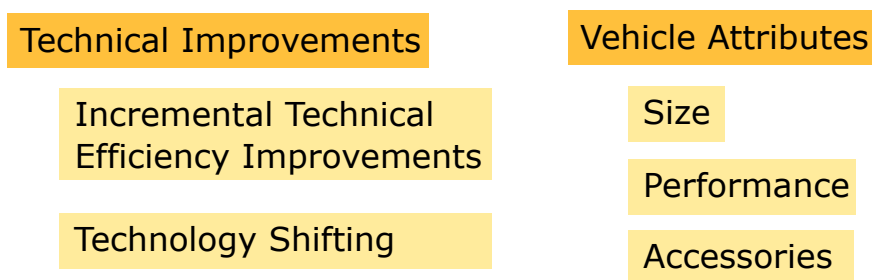 Technical Improvements
Incremental Technical
Efficiency Improvements
Technology Shifting
Vehicle Attributes
Size
Performance
Accessories